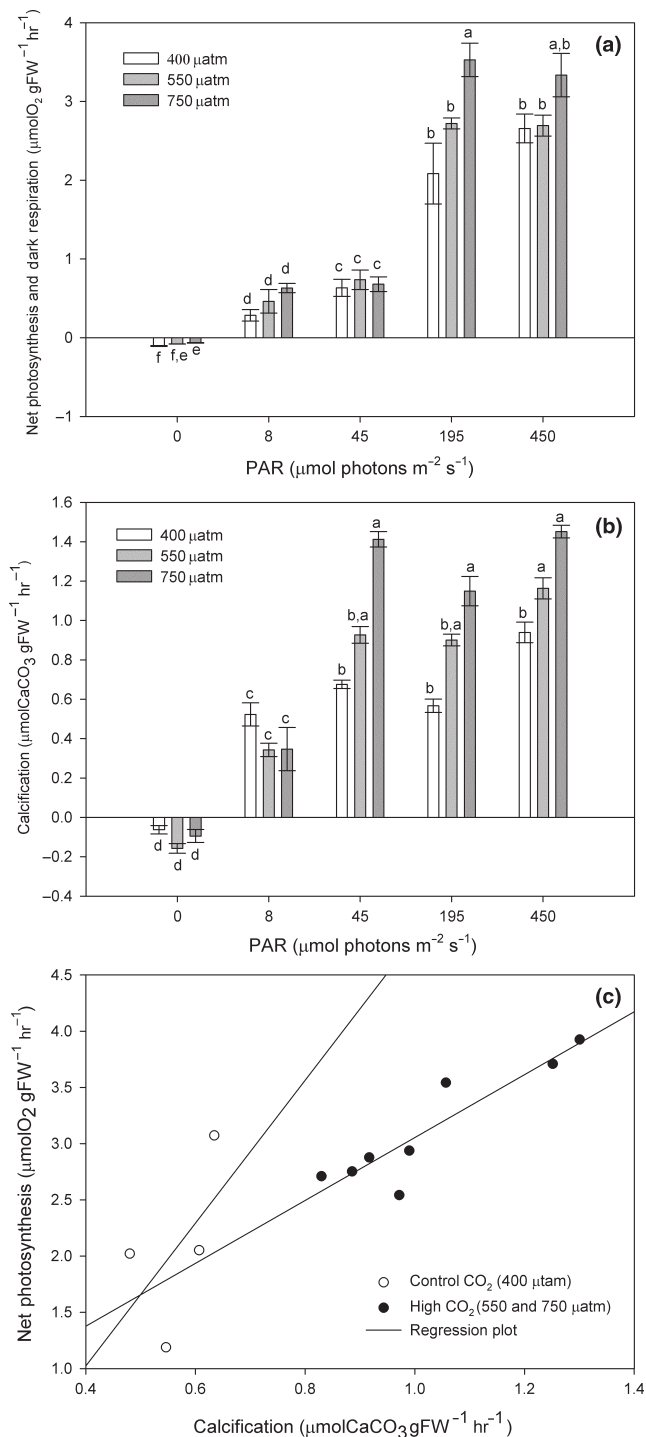 (a)
400 µatm
550 µatm
750 µatm
Net photosynthesis and dark respiration (µmolO2 gFW−1 hr−1)
4
3
2
1
0
−1
f
f,e
e
d
d
d
c
c
c
b
b
a
b
b
a,b
0
8
45
195
450
PAR (µmol photons m−2 s−1)
(b)
400 µatm
550 µatm
750 µatm
Calcification (µmolCaCO3 gFW−1 hr−1)
1.6
1.4
1.2
1.0
0.8
0.6
0.4
0.2
0.0
−0.2
−0.4
d
d
d
c
c
c
b
b,a
a
b
b,a
a
b
a
a
0
8
45
195
450
PAR (µmol photons m−2 s−1)
(c)
Net photosynthesis (µmolO2 gFW−1 hr−1)
4.5
4.0
3.5
3.0
2.5
2.0
1.5
1.0
Control CO2 (400 µtam)
High CO2 (550 and 750 µatm)
Regression plot
0.4
0.6
0.8
1.0
1.2
1.4
Calcification (µmolCaCO3gFW−1 hr−1)